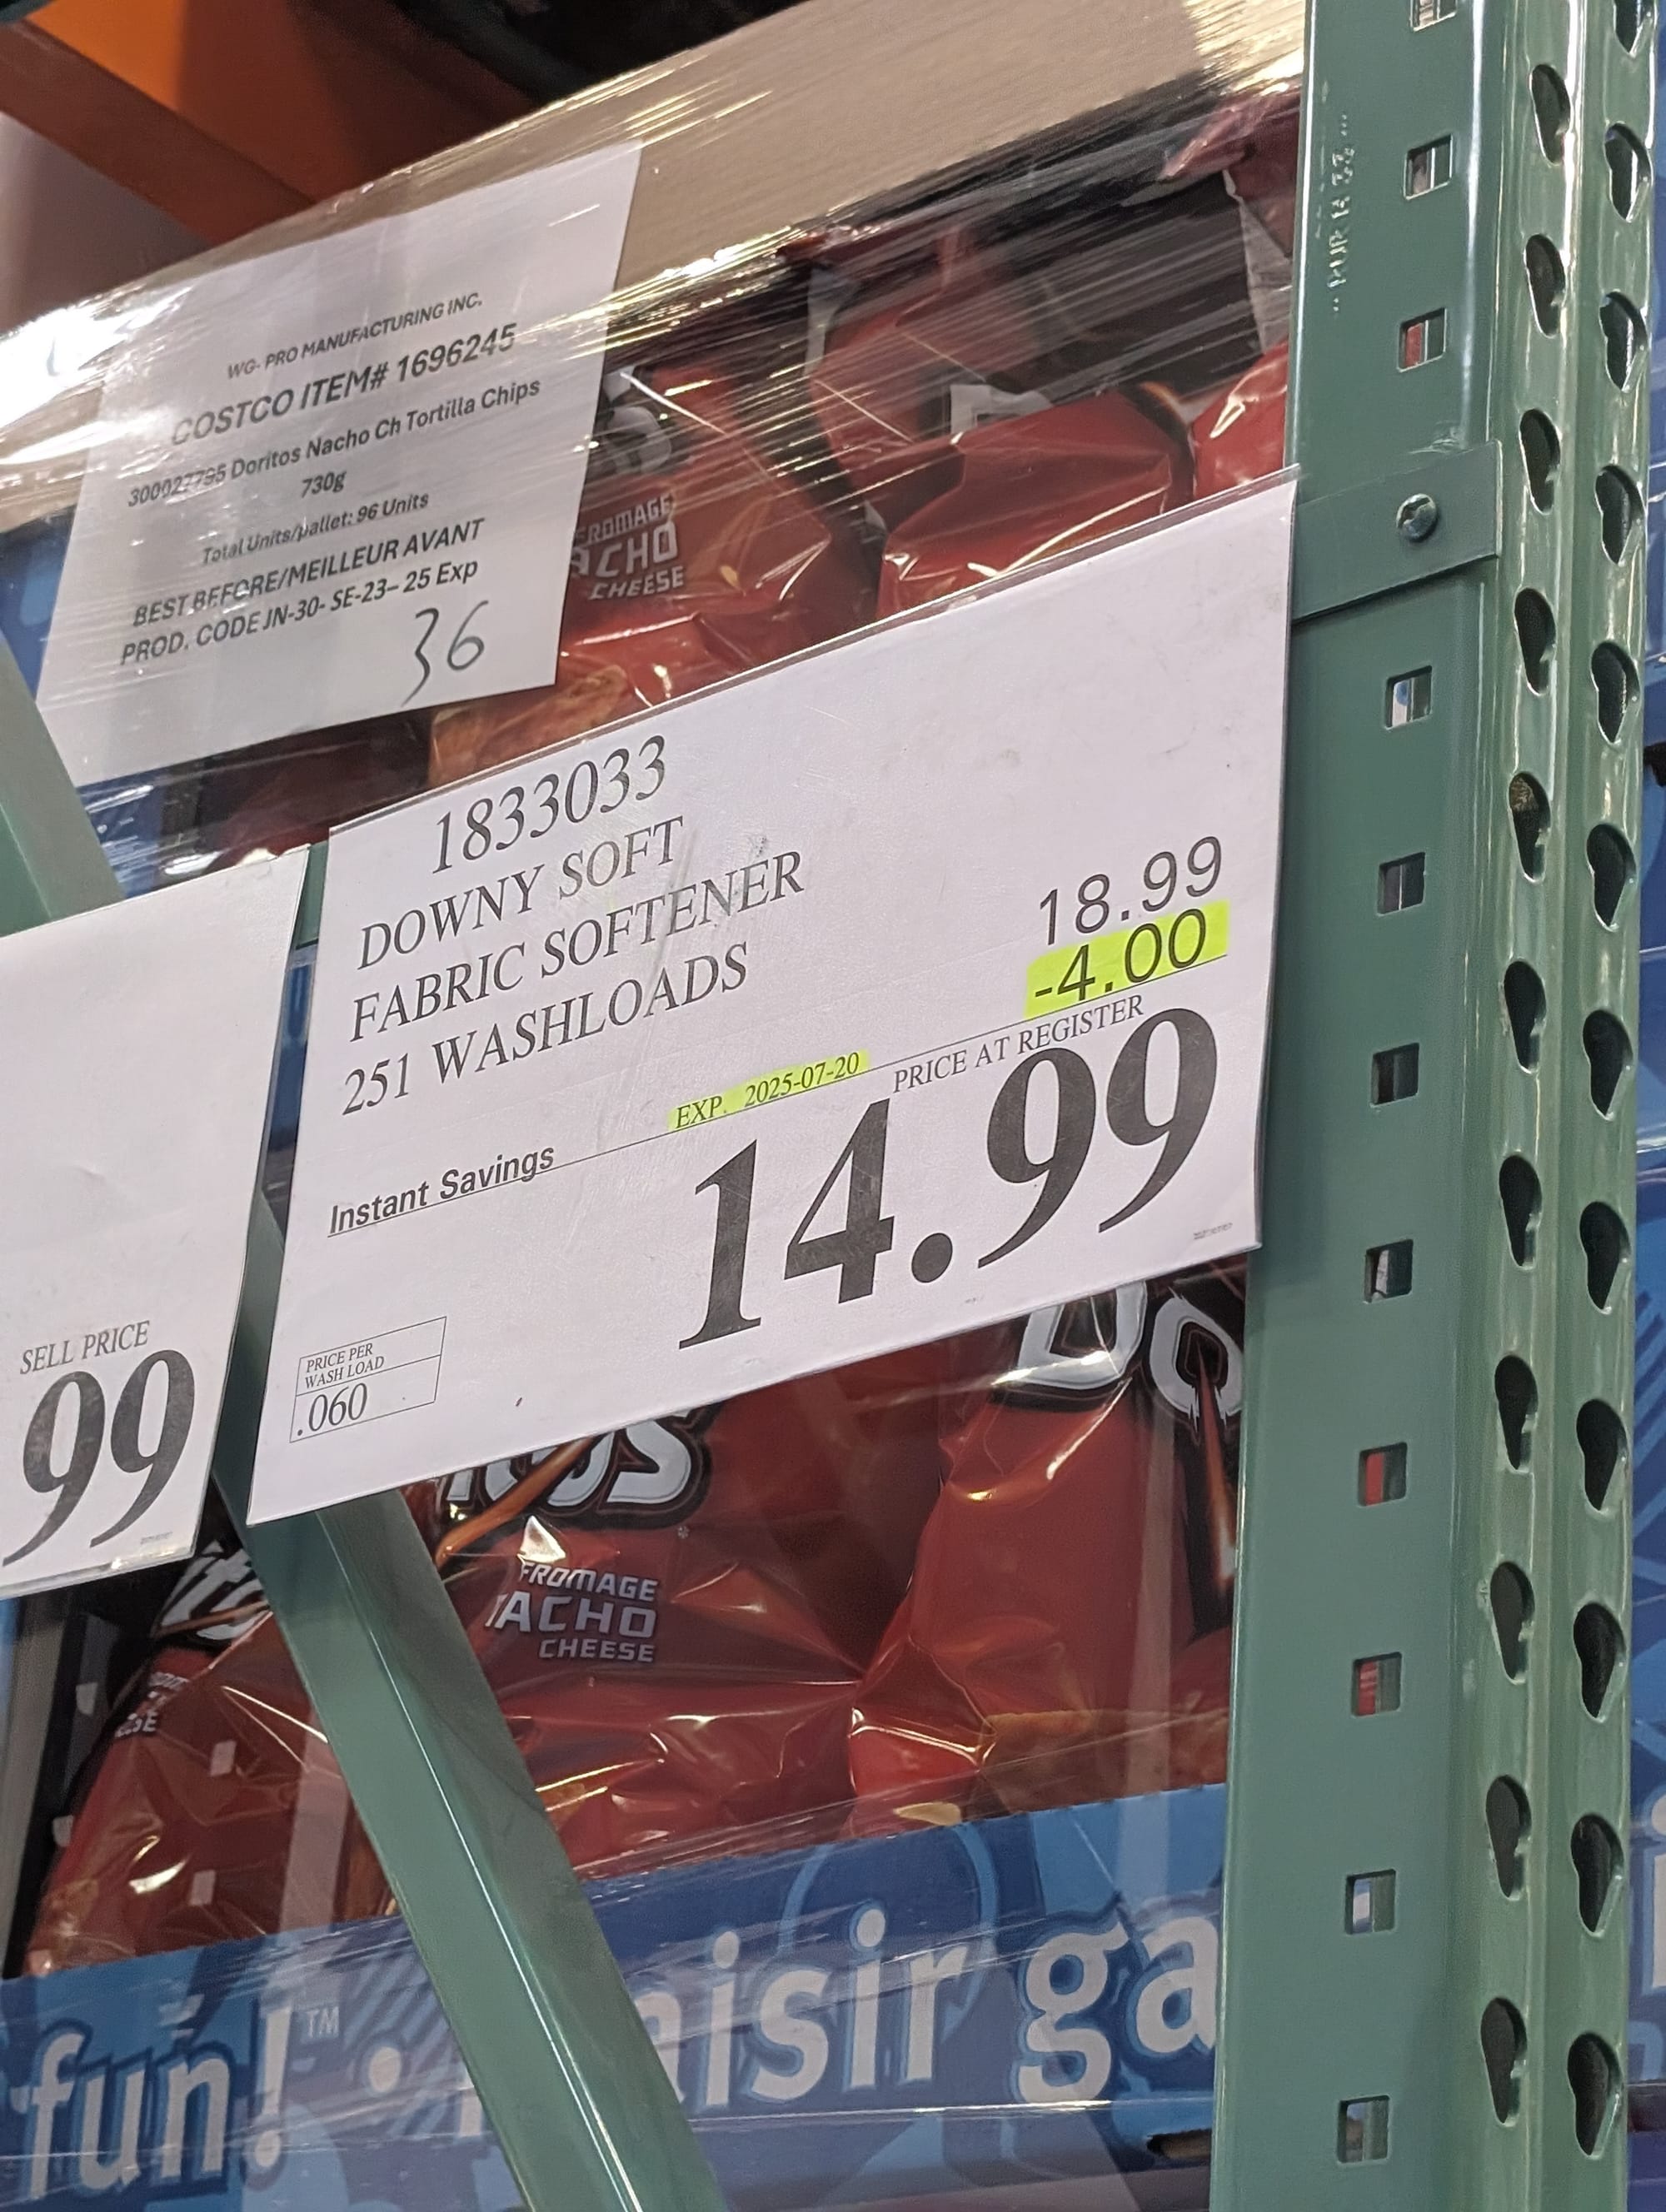 WG- PRO MANUFACTURING INC.
COSTCO ITEM# 1696245
300027795 Doritos Nacho Ch Tortilla Chips
730g
Total Units/pallet: 96 Units
BEST BEFORE/MEILLEUR AVANT
PROD. CODE JN-30- SE-23- 25 Exp
36
FROMAGE
ACHO
CHEESE
1833033
DOWNY SOFT
FABRIC SOFTENER
251 WASHLOADS
18.99
-4.00
EXP. 2025-07-20
PRICE AT REGISTER
Instant Savings
14.99
PRICE PER
WASH LOAD
.060
SELL PRICE
99
FROMAGE
ACHO
CHEESE
fun!™ •
aisir ga